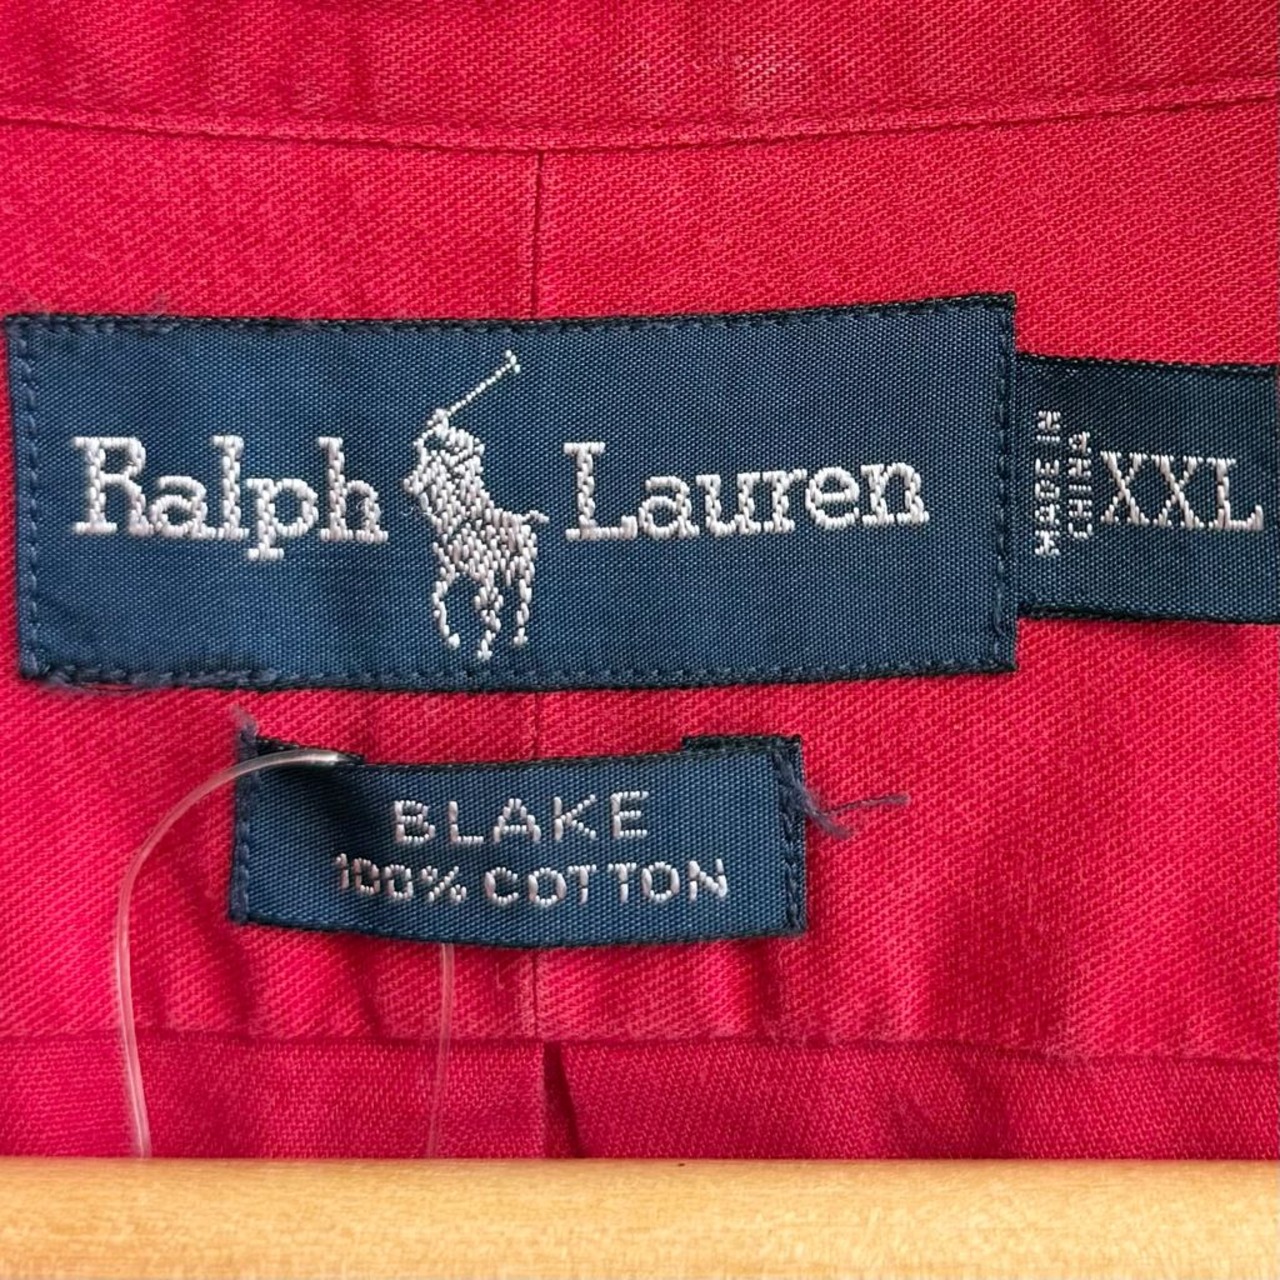 Ralph Lauren
MADE IN
CHINA
XXL
BLAKE
100% COTTON